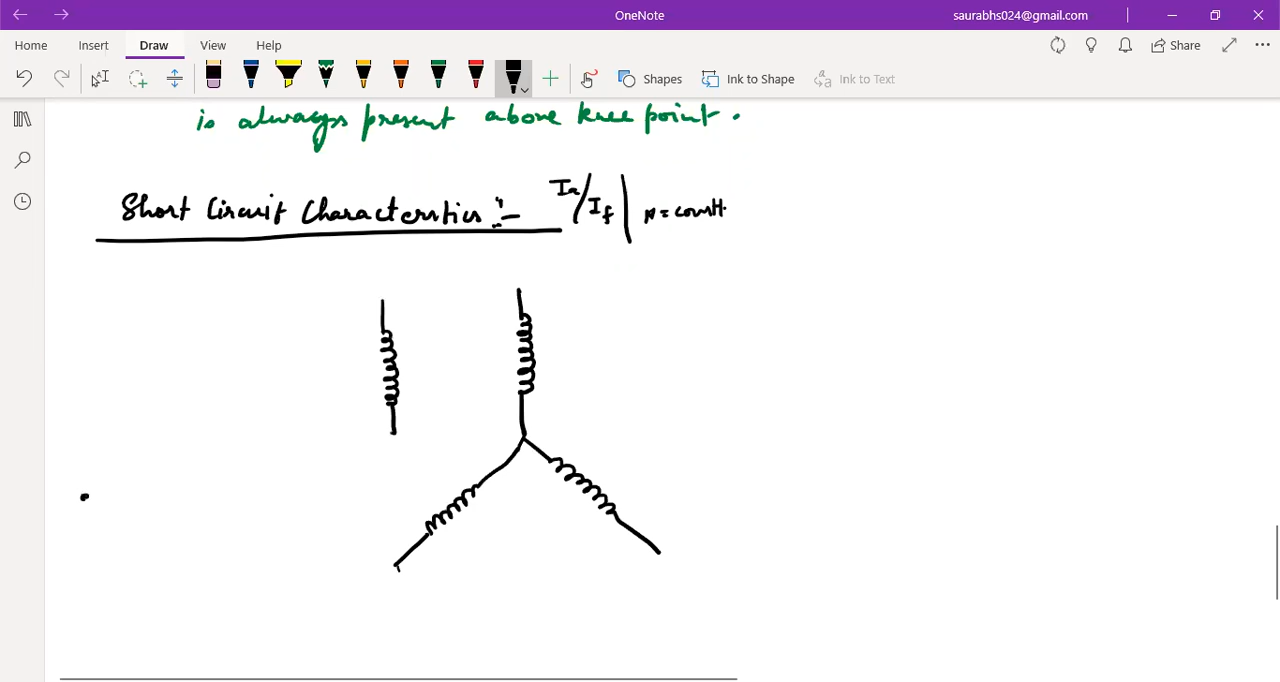 OneNote
saurabhs024@gmail.com
Home Insert Draw View Help
Share
Shapes Ink to Shape Ink to Text
is always present above knee point.
Short Circuit Characteristics :- Ia/If | N = const